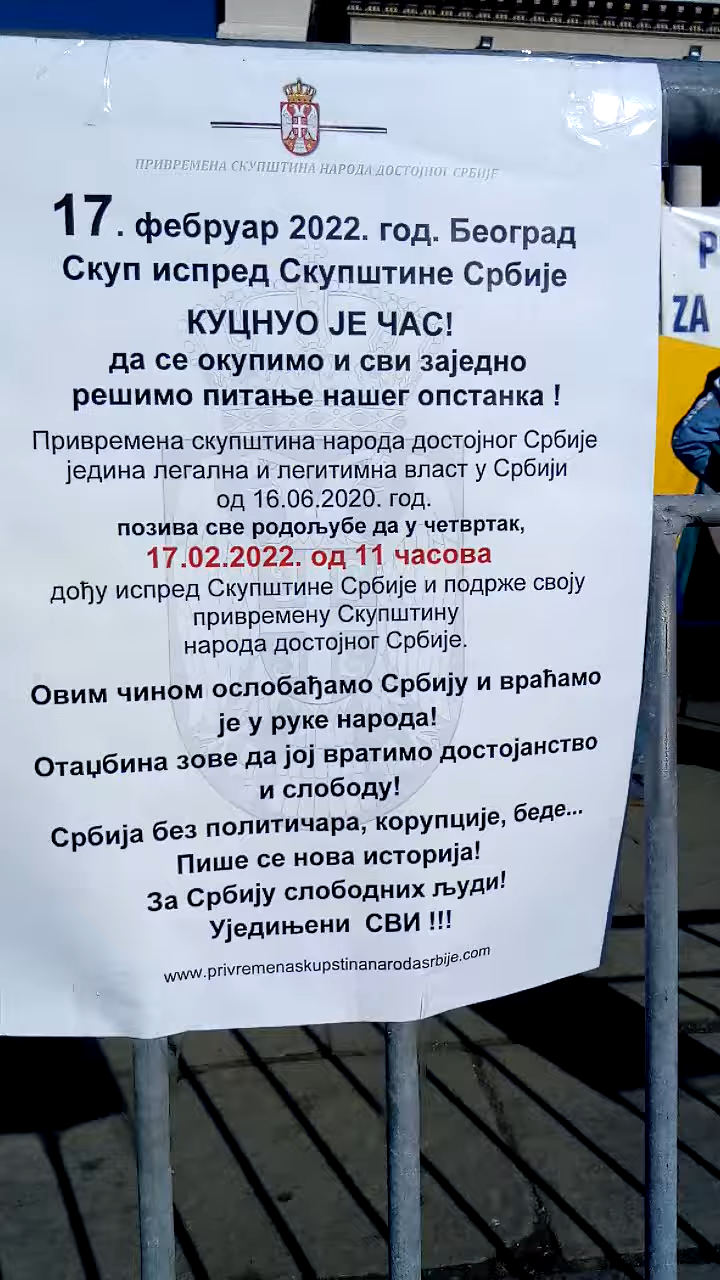 ПРИВРЕМЕНА СКУПШТИНА НАРОДА ДОСТОЈНОГ СРБИЈЕ
17. фебруар 2022. год. Београд
Скуп испред Скупштине Србије
КУЦНУО ЈЕ ЧАС!
да се окупимо и сви заједно
решимо питање нашег опстанка !
Привремена скупштина народа достојног Србије
једина легална и легитимна власт у Србији
од 16.06.2020. год.
позива све родољубе да у четвртак,
17.02.2022. од 11 часова
дођу испред Скупштине Србије и подрже своју
привремену Скупштину
народа достојног Србије.
Овим чином ослобађамо Србију и враћамо
је у руке народа!
Отаџбина зове да јој вратимо достојанство
и слободу!
Србија без политичара, корупције, беде...
Пише се нова историја!
За Србију слободних људи!
Уједињени СВИ !!!
www.privremenaskupstinanarodasrbije.com
P
ZA